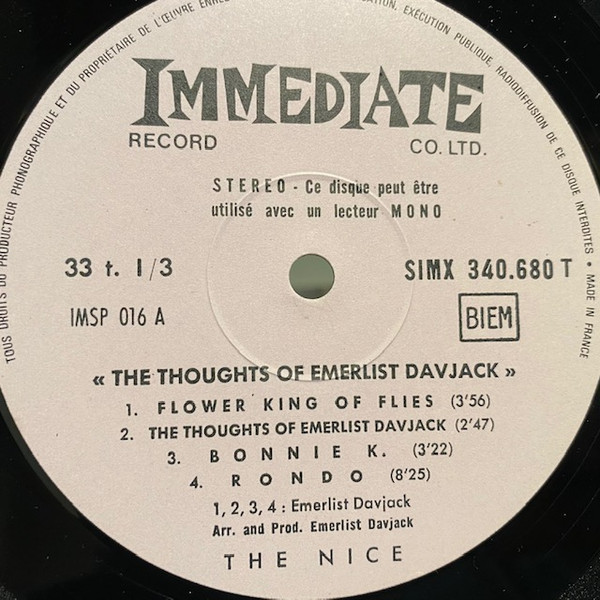 TOUS DROITS DU PRODUCTEUR PHONOGRAPHIQUE ET DU PROPRIÉTAIRE DE L'ŒUVRE
EXÉCUTION PUBLIQUE, RADIODIFFUSION DE CE DISQUE INTERDITES • MADE IN FRANCE
IMMEDIATE
RECORD CO. LTD.
STEREO - Ce disque peut être
utilisé avec un lecteur MONO
33 t. 1/3 SIMX 340.680 T
IMSP 016 A BIEM
« THE THOUGHTS OF EMERLIST DAVJACK »
1. FLOWER KING OF FLIES (3'56)
2. THE THOUGHTS OF EMERLIST DAVJACK (2'47)
3. BONNIE K. (3'22)
4. RONDO (8'25)
1, 2, 3, 4 : Emerlist Davjack
Arr. and Prod. Emerlist Davjack
THE NICE